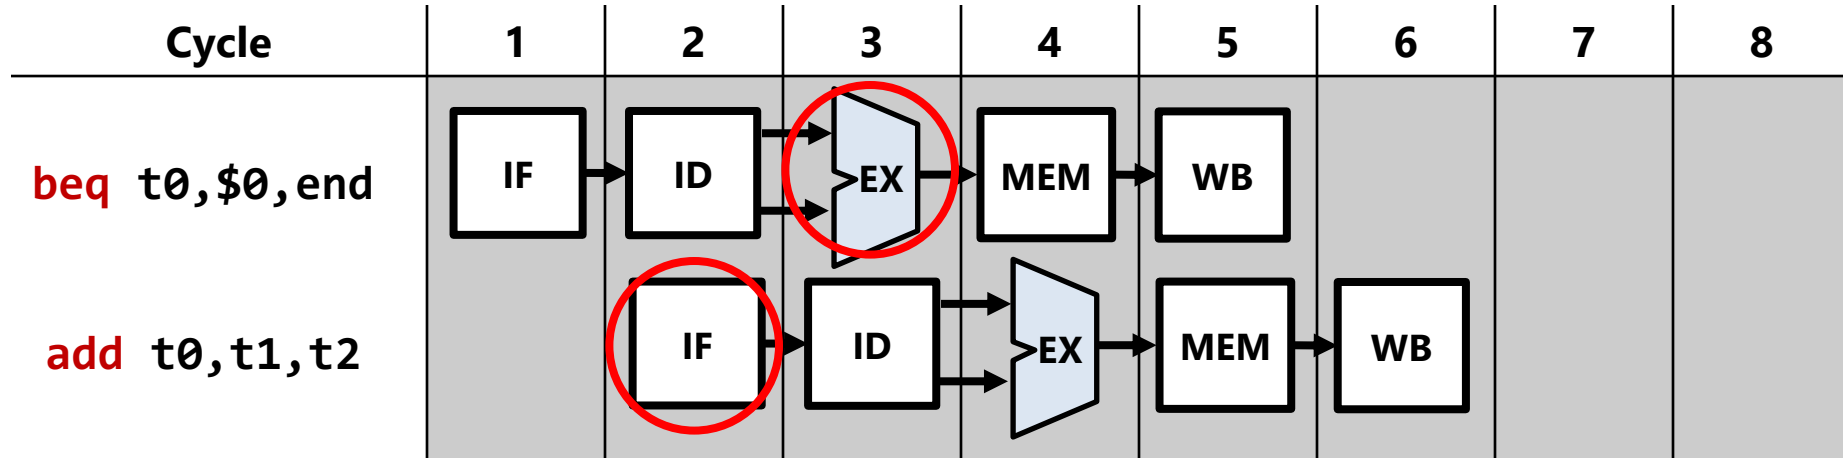 Cycle 1 2 3 4 5 6 7 8
beq t0,$0,end IF ID EX MEM WB
add t0,t1,t2 IF ID EX MEM WB